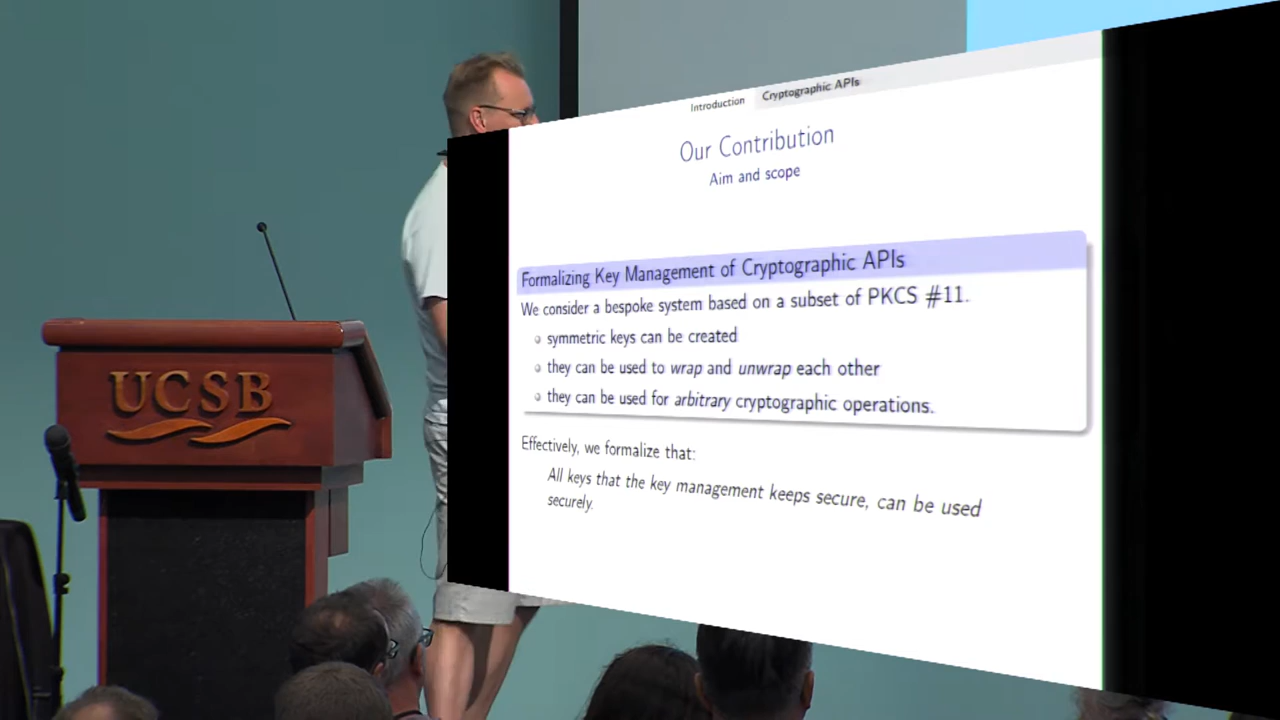 Introduction Cryptographic APIs
Our Contribution
Aim and scope
Formalizing Key Management of Cryptographic APIs
We consider a bespoke system based on a subset of PKCS #11.
symmetric keys can be created
they can be used to wrap and unwrap each other
they can be used for arbitrary cryptographic operations.
Effectively, we formalize that:
All keys that the key management keeps secure, can be used
securely.
UCSB